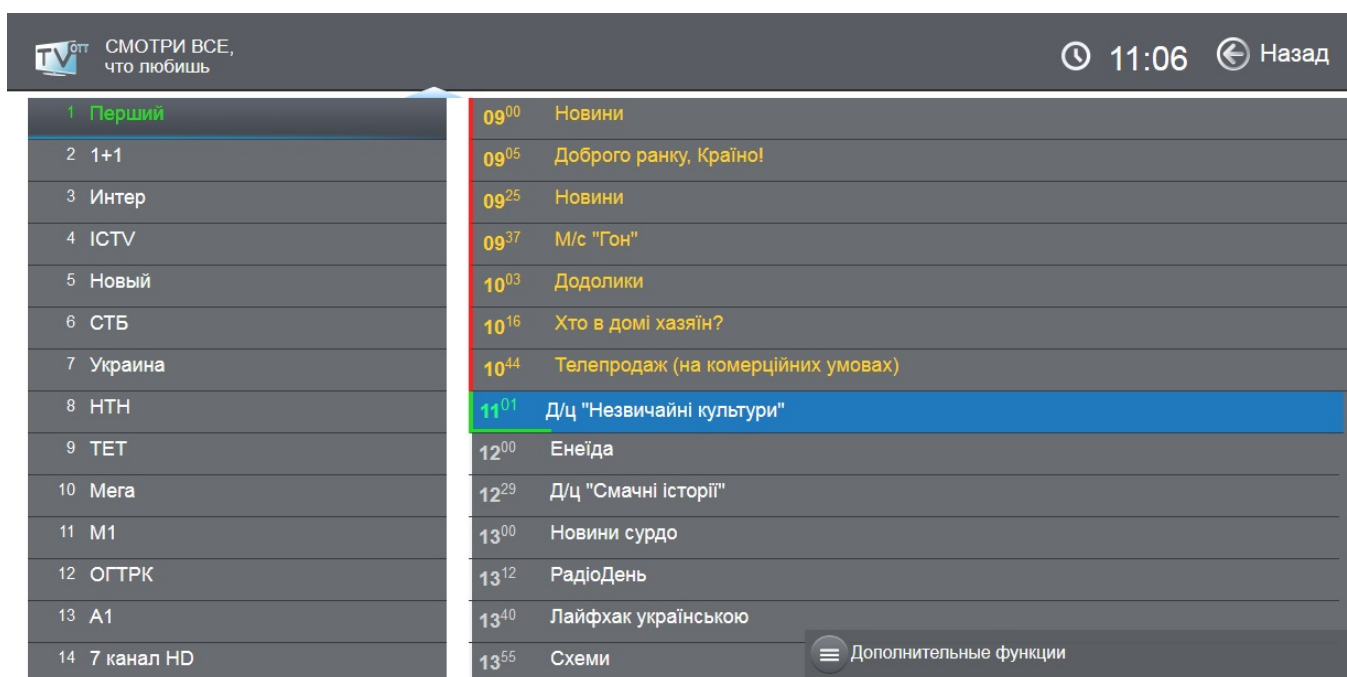 TV ОТТ
СМОТРИ ВСЕ,
что любишь
11:06
Назад
1 Перший
2 1+1
3 Интер
4 ICTV
5 Новый
6 СТБ
7 Украина
8 НТН
9 ТЕТ
10 Мега
11 М1
12 ОГТРК
13 А1
14 7 канал HD
09⁰⁰ Новини
09⁰⁵ Доброго ранку, Країно!
09²⁵ Новини
09³⁷ М/с "Гон"
10⁰³ Додолики
10¹⁶ Хто в домі хазяїн?
10⁴⁴ Телепродаж (на комерційних умовах)
11⁰¹ Д/ц "Незвичайні культури"
12⁰⁰ Енеїда
12²⁹ Д/ц "Смачні історії"
13⁰⁰ Новини сурдо
13¹² РадіоДень
13⁴⁰ Лайфхак українською
13⁵⁵ Схеми
Дополнительные функции